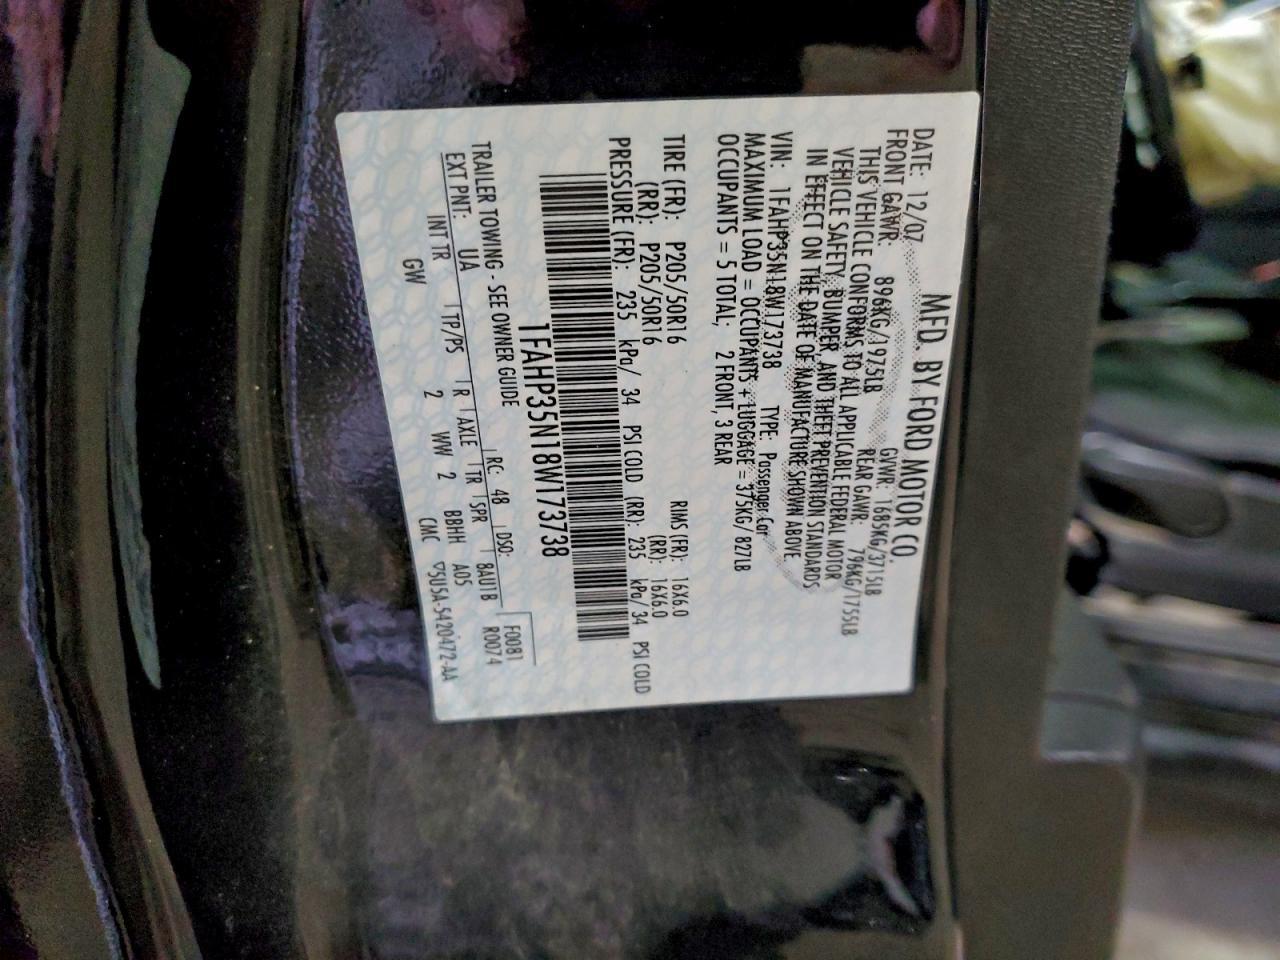 MFD. BY FORD MOTOR CO.
DATE: 12/07 GVWR: 1685KG/3715LB
FRONT GAWR: 896KG/1975LB REAR GAWR: 796KG/1755LB
THIS VEHICLE CONFORMS TO ALL APPLICABLE FEDERAL MOTOR
VEHICLE SAFETY, BUMPER, AND THEFT PREVENTION STANDARDS
IN EFFECT ON THE DATE OF MANUFACTURE SHOWN ABOVE
VIN: 1FAHP35N18W173738 TYPE: Passenger Car
MAXIMUM LOAD = OCCUPANTS + LUGGAGE = 375KG/ 827LB
OCCUPANTS = 5 TOTAL; 2 FRONT, 3 REAR
TIRE (FR): P205/50R16 RIMS (FR): 16X6.0
(RR): P205/50R16 (RR): 16X6.0
PRESSURE (FR): 235 kPa/ 34 PSI COLD (RR): 235 kPa/ 34 PSI COLD
1FAHP35N18W173738
F0081
TRAILER TOWING - SEE OWNER GUIDE RC: 48 DSO: R0074
EXT PNT: UA
INT TR TP/PS R AXLE TR SPR 8AU1B
GW 2 WW 2 BBHH A05
CMC ▽5U5A-5420472-AA